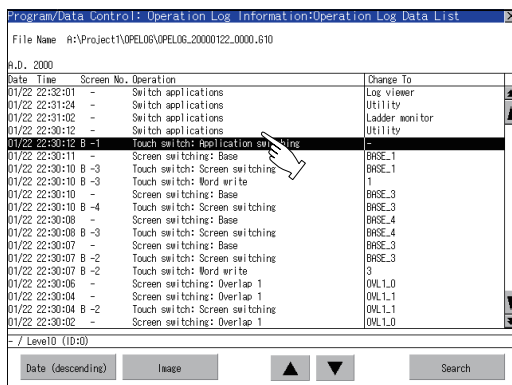 Program/Data Control: Operation Log Information:Operation Log Data List
File Name A:\Project1\OPELOG\OPELOG_20000122_0000.G10
A.D. 2000
Date Time Screen No. Operation Change To
01/22 22:32:01 - Switch applications Log viewer
01/22 22:31:24 - Switch applications Utility
01/22 22:31:02 - Switch applications Ladder monitor
01/22 22:30:12 - Switch applications Utility
01/22 22:30:12 B -1 Touch switch: Application switching -
01/22 22:30:11 - Screen switching: Base BASE_1
01/22 22:30:10 B -3 Touch switch: Screen switching BASE_1
01/22 22:30:10 B -3 Touch switch: Word write 1
01/22 22:30:10 - Screen switching: Base BASE_3
01/22 22:30:10 B -4 Touch switch: Screen switching BASE_3
01/22 22:30:08 - Screen switching: Base BASE_4
01/22 22:30:08 B -3 Touch switch: Screen switching BASE_4
01/22 22:30:07 - Screen switching: Base BASE_3
01/22 22:30:07 B -2 Touch switch: Screen switching BASE_3
01/22 22:30:07 B -2 Touch switch: Word write 3
01/22 22:30:06 - Screen switching: Overlap 1 OVL1_0
01/22 22:30:04 - Screen switching: Overlap 1 OVL1_1
01/22 22:30:04 B -2 Touch switch: Screen switching OVL1_1
01/22 22:30:02 - Screen switching: Overlap 1 OVL1_0
- / Level0 (ID:0)
Date (descending) Image Search